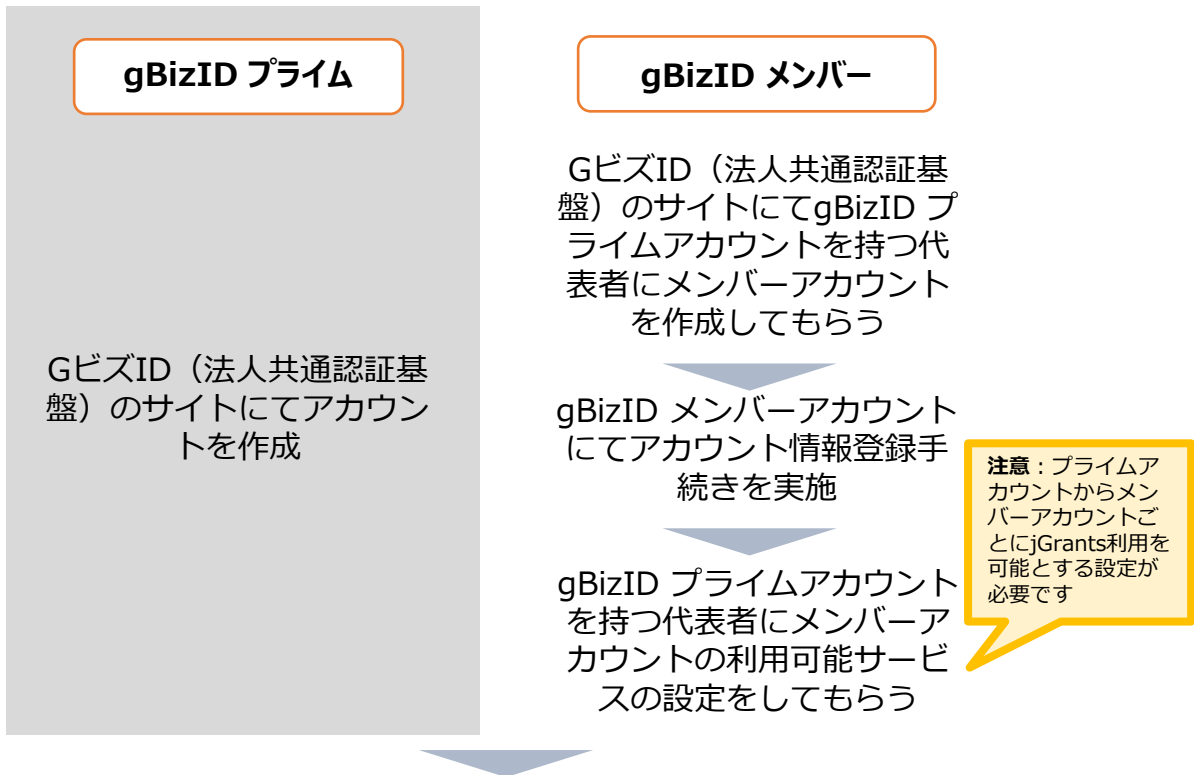 gBizID プライム
GビズID（法人共通認証基
盤）のサイトにてアカウン
トを作成
gBizID メンバー
GビズID（法人共通認証基
盤）のサイトにてgBizID プ
ライムアカウントを持つ代
表者にメンバーアカウント
を作成してもらう
gBizID メンバーアカウント
にてアカウント情報登録手
続きを実施
gBizID プライムアカウント
を持つ代表者にメンバーア
カウントの利用可能サービ
スの設定をしてもらう
注意：プライムア
カウントからメン
バーアカウントご
とにjGrants利用を
可能とする設定が
必要です